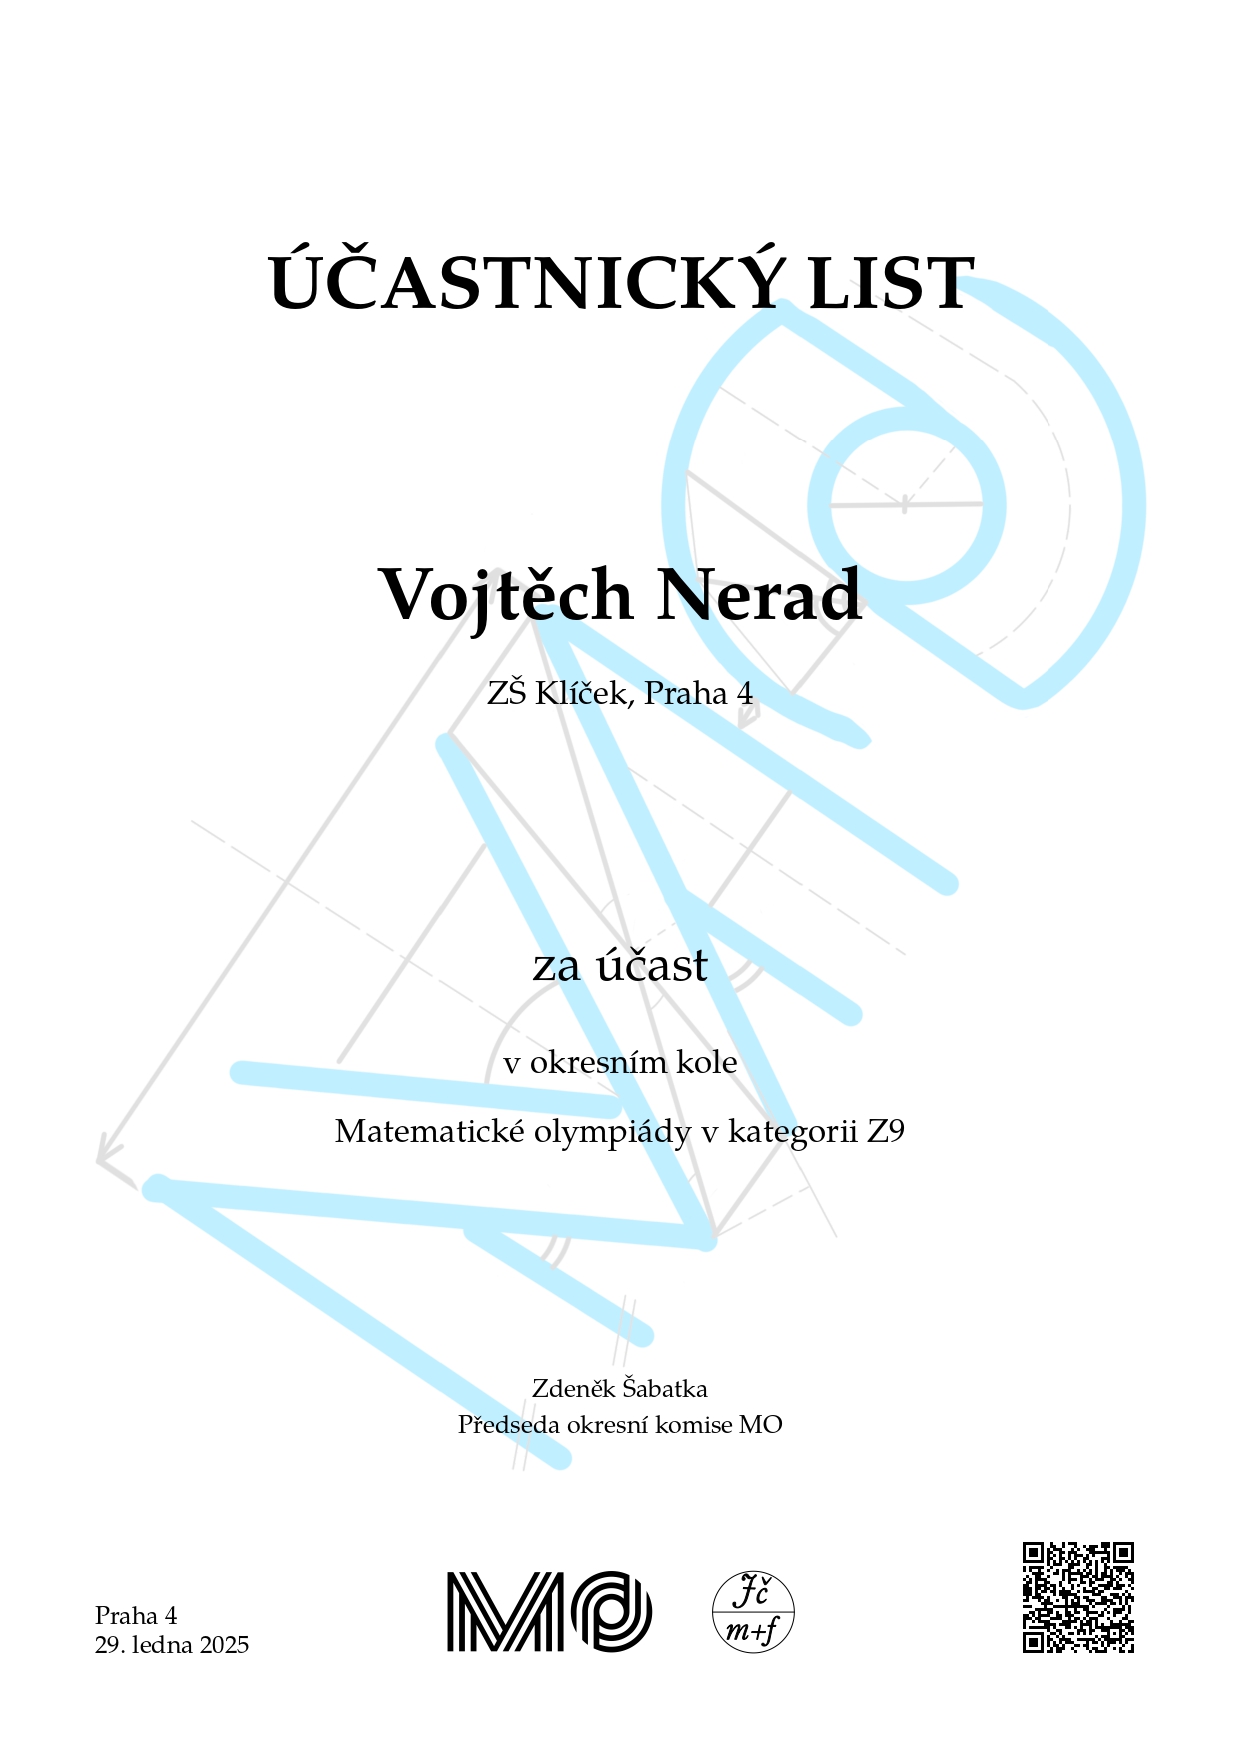 ÚČASTNICKÝ LIST
Vojtěch Nerad
ZŠ Klíček, Praha 4
za účast
v okresním kole
Matematické olympiády v kategorii Z9
Zdeněk Šabatka
Předseda okresní komise MO
Praha 4
29. ledna 2025
MO
Jč
m+f